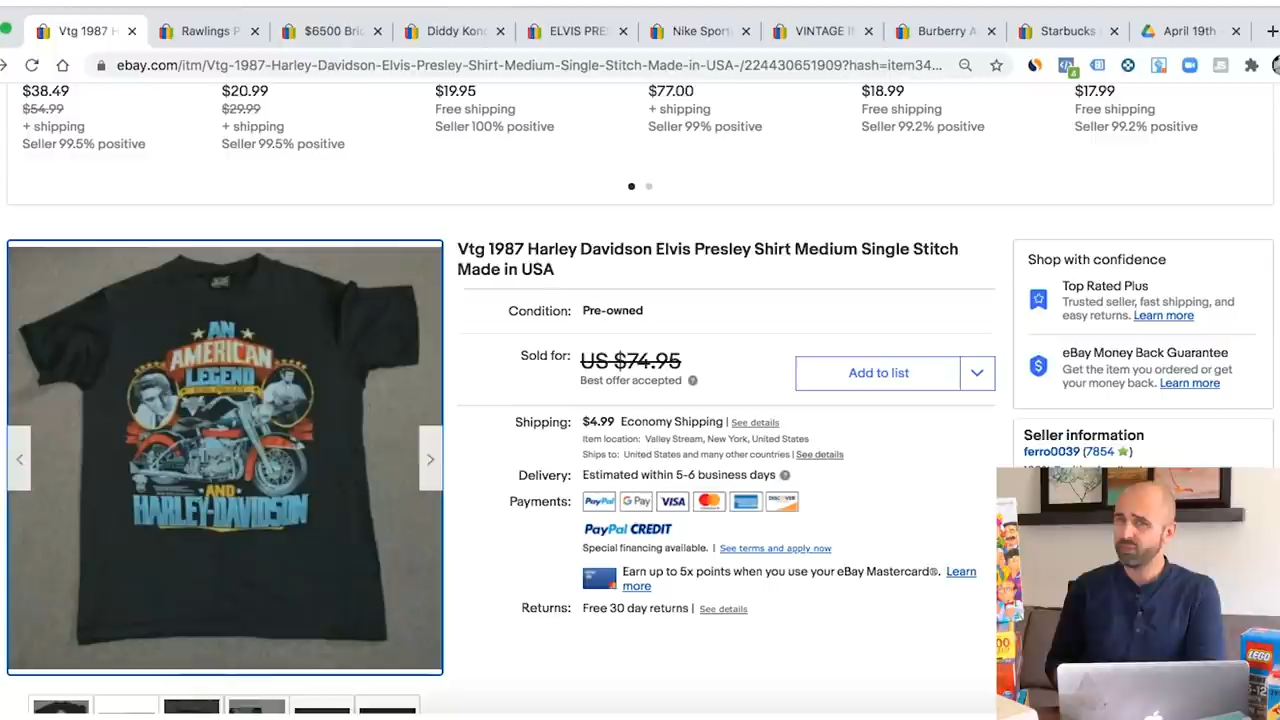 Vtg 1987 H
Rawlings P
$6500 Bric
Diddy Kong
ELVIS PRE
Nike Sport
VINTAGE I
Burberry A
Starbucks
April 19th
ebay.com/itm/Vtg-1987-Harley-Davidson-Elvis-Presley-Shirt-Medium-Single-Stitch-Made-in-USA-/224430651909?hash=item34...
4
$38.49
$54.99
+ shipping
Seller 99.5% positive
$20.99
$29.99
+ shipping
Seller 99.5% positive
$19.95
Free shipping
Seller 100% positive
$77.00
+ shipping
Seller 99% positive
$18.99
Free shipping
Seller 99.2% positive
$17.99
Free shipping
Seller 99.2% positive
AN
AMERICAN
LEGEND
AND
HARLEY-DAVIDSON
Vtg 1987 Harley Davidson Elvis Presley Shirt Medium Single Stitch
Made in USA
Condition: Pre-owned
Sold for: US $74.95
Best offer accepted
Add to list
Shipping: $4.99 Economy Shipping | See details
Item location: Valley Stream, New York, United States
Ships to: United States and many other countries | See details
Delivery: Estimated within 5-6 business days
Payments: PayPal G Pay VISA mastercard DISCOVER
PayPal CREDIT
Special financing available. | See terms and apply now
Earn up to 5x points when you use your eBay Mastercard®. Learn
more
Returns: Free 30 day returns | See details
Shop with confidence
Top Rated Plus
Trusted seller, fast shipping, and
easy returns. Learn more
eBay Money Back Guarantee
Get the item you ordered or get
your money back. Learn more
Seller information
ferro0039 (7854)
LEGO